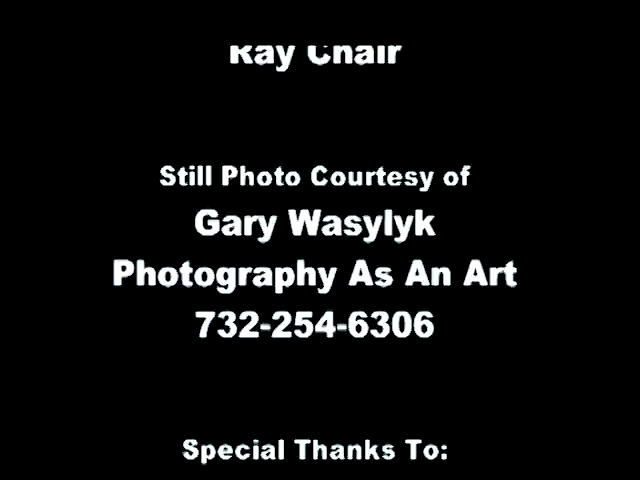 Ray Chair
Still Photo Courtesy of
Gary Wasylyk
Photography As An Art
732-254-6306
Special Thanks To: